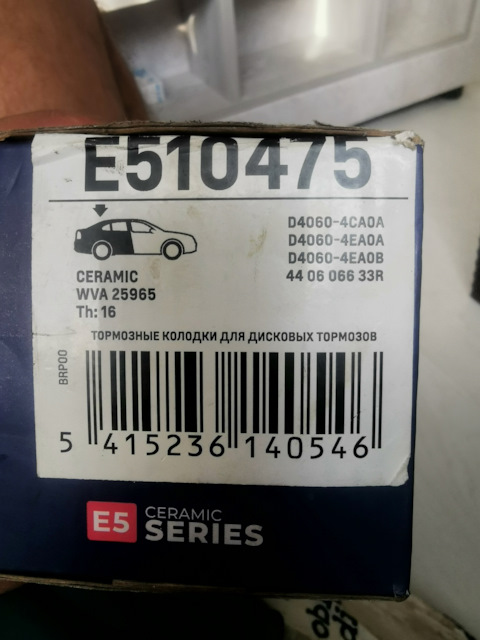 E510475
D4060-4CA0A
D4060-4EA0A
D4060-4EA0B
44 06 066 33R
CERAMIC
WVA 25965
Th: 16
ТОРМОЗНЫЕ КОЛОДКИ ДЛЯ ДИСКОВЫХ ТОРМОЗОВ
BRP00
5 415236 140546
E5 CERAMIC
SERIES